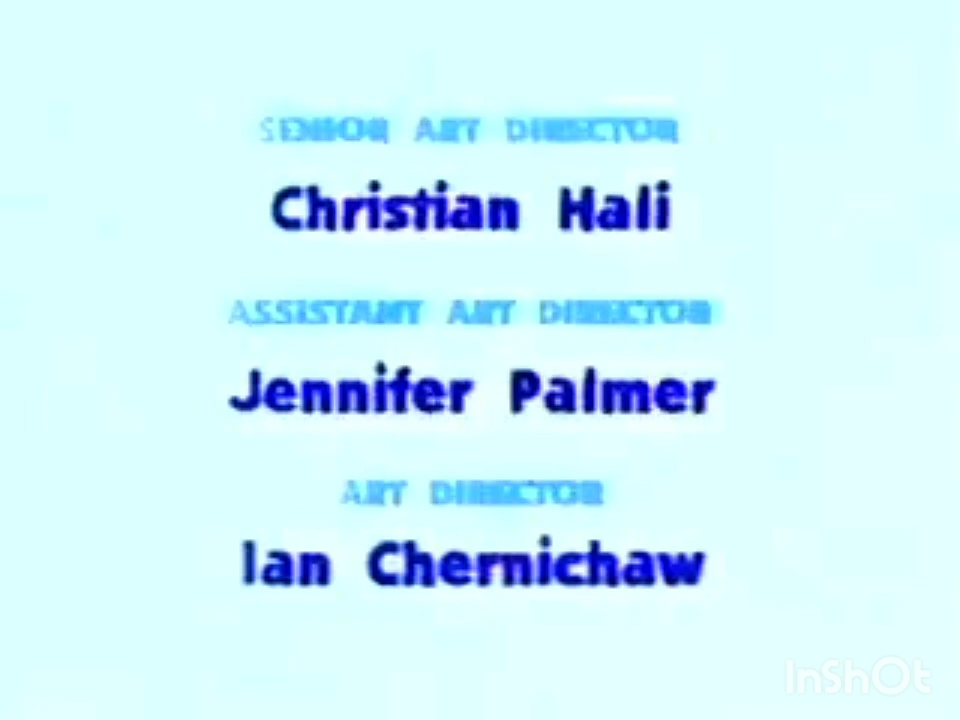 SENIOR ART DIRECTOR
Christian Hali
ASSISTANT ART DIRECTOR
Jennifer Palmer
ART DIRECTOR
Ian Chernichaw
InShOt